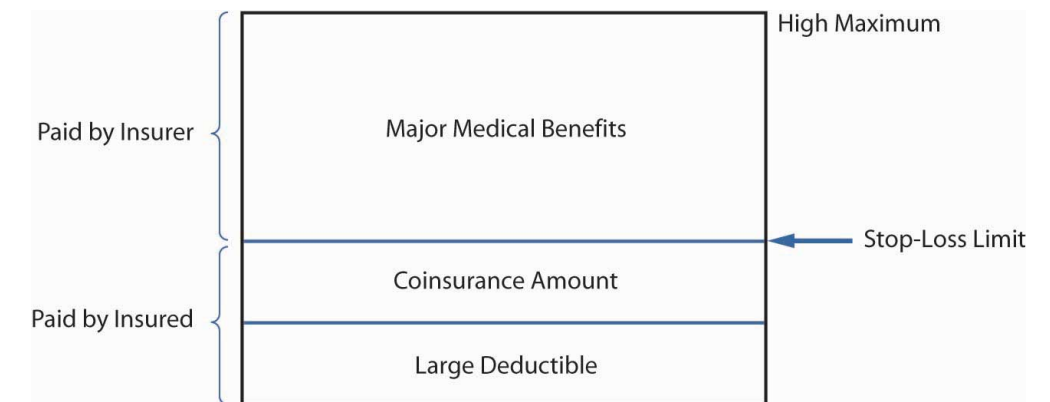 High Maximum
Paid by Insurer
Major Medical Benefits
Stop-Loss Limit
Coinsurance Amount
Paid by Insured
Large Deductible